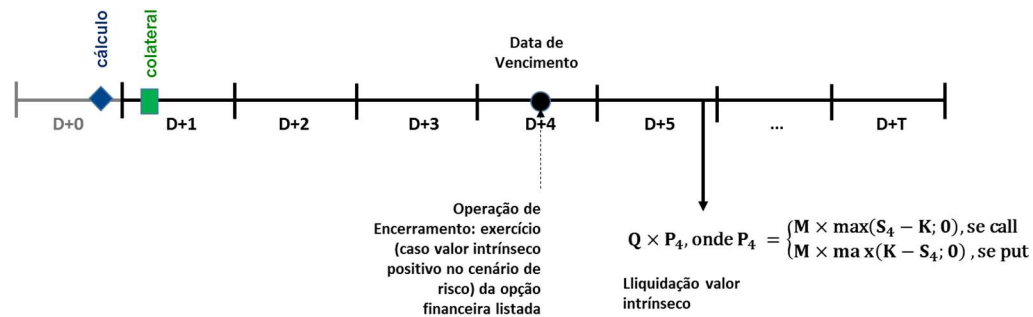 cálculo
colateral
Data de
Vencimento
D+0
D+1
D+2
D+3
D+4
D+5
...
D+T
Operação de
Encerramento: exercício
(caso valor intrínseco
positivo no cenário de
risco) da opção
financeira listada
Q × P₄, onde P₄ = {M × max(S₄ − K; 0), se call
M × ma x(K − S₄; 0) , se put
Lliquidação valor
intrínseco